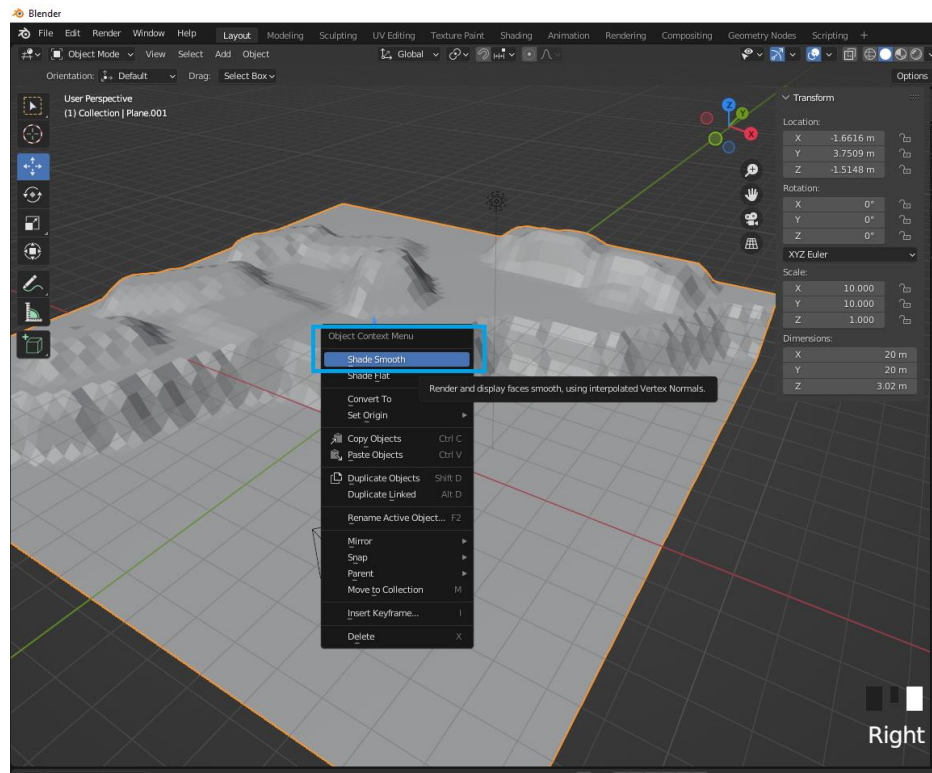 Blender
File Edit Render Window Help Layout Modeling Sculpting UV Editing Texture Paint Shading Animation Rendering Compositing Geometry Nodes Scripting +
Object Mode View Select Add Object Global
Orientation: Default Drag: Select Box Options
User Perspective
(1) Collection | Plane.001
Z
Y
X
Transform
Location:
X -1.6616 m
Y 3.7509 m
Z -1.5148 m
Rotation:
X 0°
Y 0°
Z 0°
XYZ Euler
Scale:
X 10.000
Y 10.000
Z 1.000
Dimensions:
X 20 m
Y 20 m
Z 3.02 m
Object Context Menu
Shade Smooth
Shade Flat
Render and display faces smooth, using interpolated Vertex Normals.
Convert To
Set Origin
Copy Objects Ctrl C
Paste Objects Ctrl V
Duplicate Objects Shift D
Duplicate Linked Alt D
Rename Active Object... F2
Mirror
Snap
Parent
Move to Collection M
Insert Keyframe... I
Delete X
Right